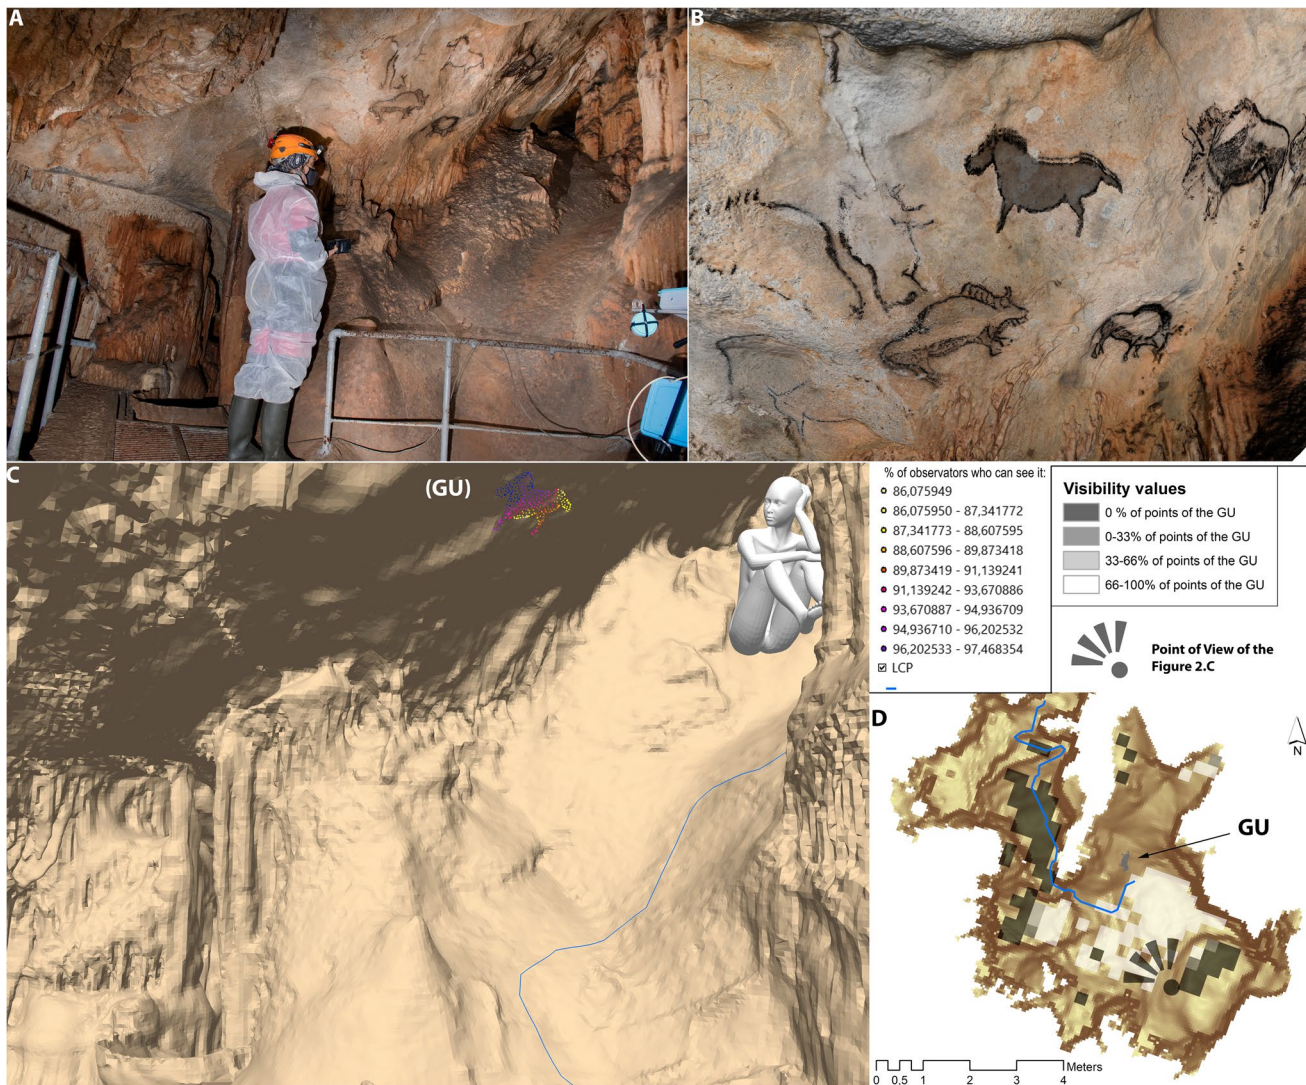 A
B
C
(GU)
% of observators who can see it:
86,075949
86,075950 - 87,341772
87,341773 - 88,607595
88,607596 - 89,873418
89,873419 - 91,139241
91,139242 - 93,670886
93,670887 - 94,936709
94,936710 - 96,202532
96,202533 - 97,468354
LCP
Visibility values
0 % of points of the GU
0-33% of points of the GU
33-66% of points of the GU
66-100% of points of the GU
Point of View of the
Figure 2.C
D
N
GU
Meters
0 0.5 1 2 3 4